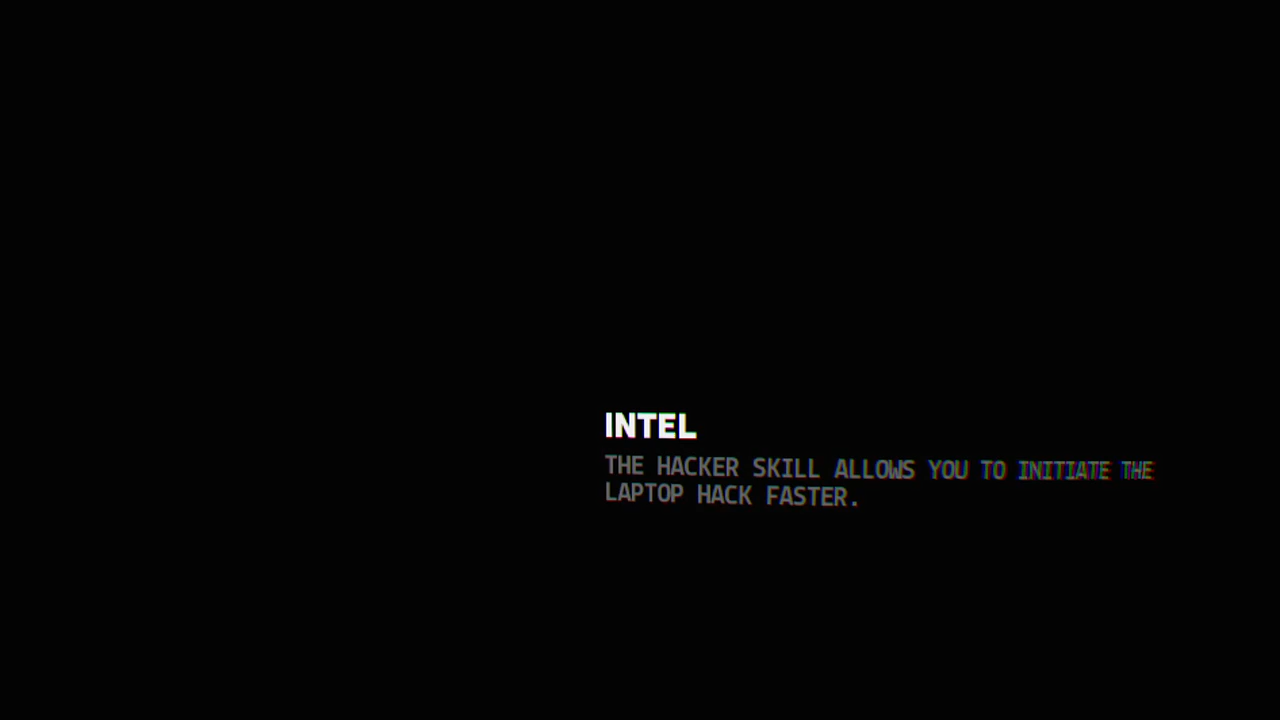 INTEL
THE HACKER SKILL ALLOWS YOU TO INITIATE THE
LAPTOP HACK FASTER.